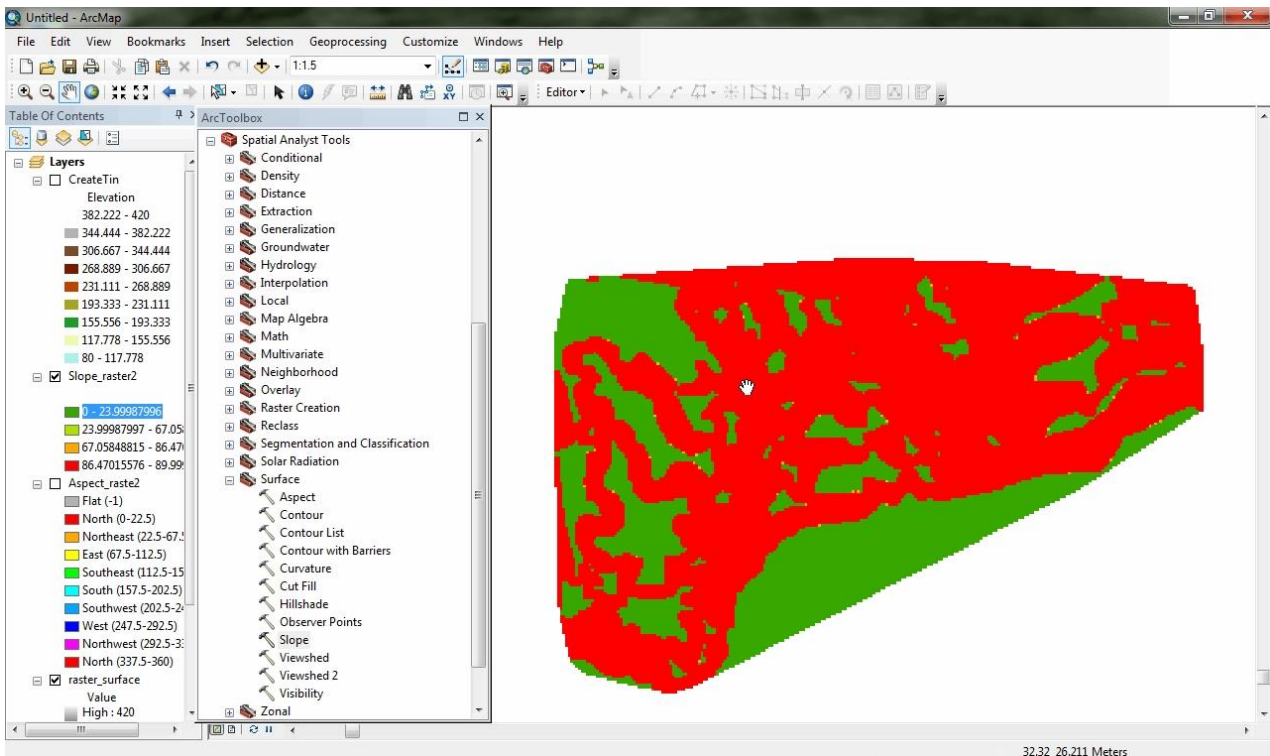 Untitled - ArcMap
File Edit View Bookmarks Insert Selection Geoprocessing Customize Windows Help
1:1.5
Editor
Table Of Contents
Layers
CreateTin
Elevation
382.222 - 420
344.444 - 382.222
306.667 - 344.444
268.889 - 306.667
231.111 - 268.889
193.333 - 231.111
155.556 - 193.333
117.778 - 155.556
80 - 117.778
Slope_raster2
0 - 23.99987996
23.99987997 - 67.05
67.05848815 - 86.47
86.47015576 - 89.99
Aspect_raste2
Flat (-1)
North (0-22.5)
Northeast (22.5-67.5
East (67.5-112.5)
Southeast (112.5-15
South (157.5-202.5)
Southwest (202.5-24
West (247.5-292.5)
Northwest (292.5-33
North (337.5-360)
raster_surface
Value
High : 420
ArcToolbox
Spatial Analyst Tools
Conditional
Density
Distance
Extraction
Generalization
Groundwater
Hydrology
Interpolation
Local
Map Algebra
Math
Multivariate
Neighborhood
Overlay
Raster Creation
Reclass
Segmentation and Classification
Solar Radiation
Surface
Aspect
Contour
Contour List
Contour with Barriers
Curvature
Cut Fill
Hillshade
Observer Points
Slope
Viewshed
Viewshed 2
Visibility
Zonal
32.32 26.211 Meters